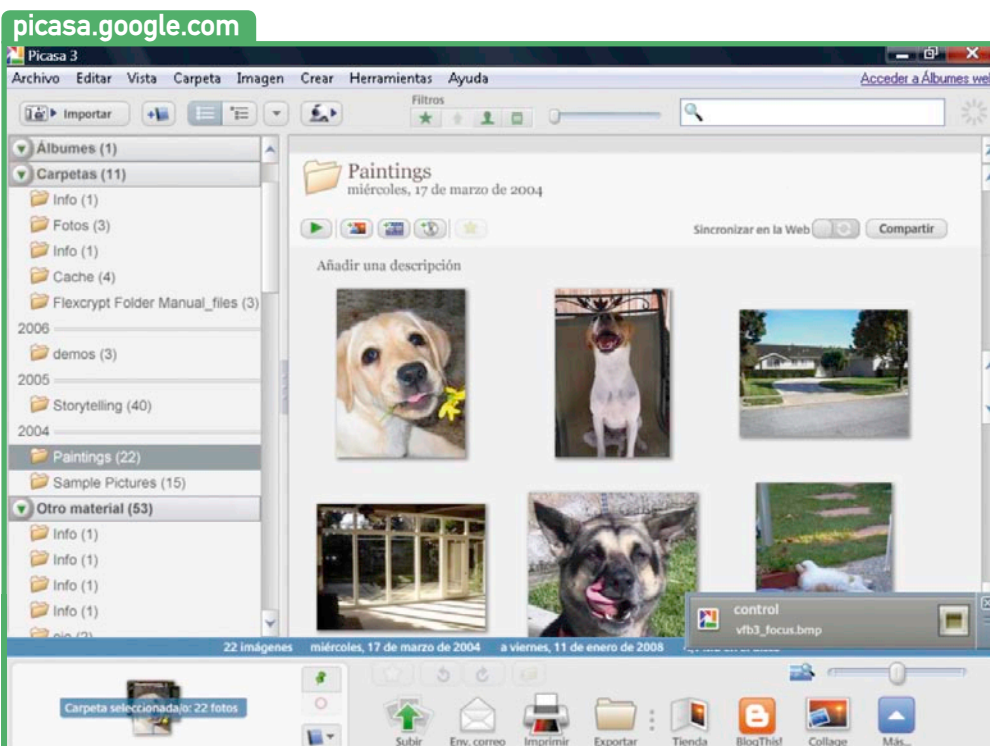 picasa.google.com
Picasa 3
Archivo Editar Vista Carpeta Imagen Crear Herramientas Ayuda Acceder a Álbumes wel
Importar
Filtros
Álbumes (1)
Carpetas (11)
Info (1)
Fotos (3)
Info (1)
Cache (4)
Flexcrypt Folder Manual_files (3)
2006
demos (3)
2005
Storytelling (40)
2004
Paintings (22)
Sample Pictures (15)
Otro material (53)
Info (1)
Info (1)
Info (1)
Info (1)
Paintings
miércoles, 17 de marzo de 2004
Sincronizar en la Web Compartir
Añadir una descripción
control
vfb3_focus.bmp
22 imágenes miércoles, 17 de marzo de 2004 a viernes, 11 de enero de 2008
Carpeta seleccionada/o: 22 fotos
Subir Env. correo Imprimir Exportar Tienda BlogThis! Collage Más...